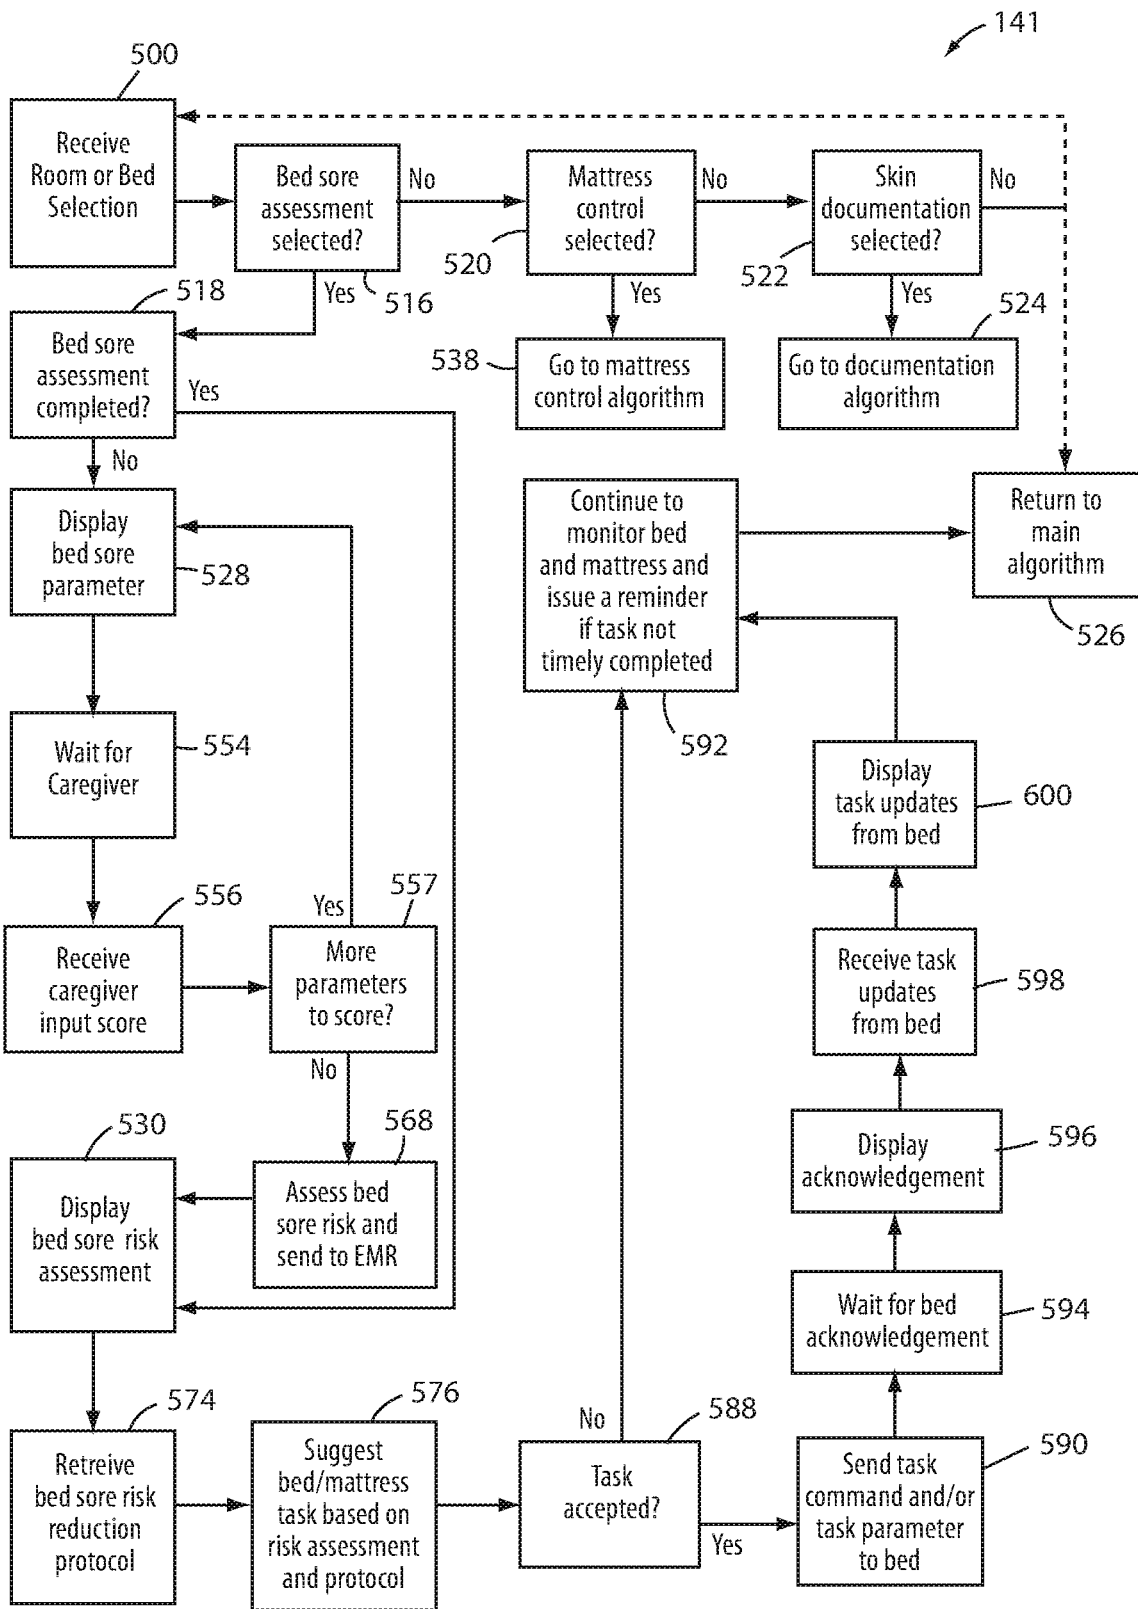 141
500
Receive
Room or Bed
Selection
Bed sore
assessment
selected?
No
Mattress
control
selected?
No
Skin
documentation
selected?
No
516
520
522
Yes
Yes
Yes
518
524
Bed sore
assessment
completed?
Yes
538
Go to mattress
control algorithm
Go to documentation
algorithm
No
Display
bed sore
parameter
528
Continue to
monitor bed
and mattress and
issue a reminder
if task not
timely completed
Return to
main
algorithm
526
592
Wait for
Caregiver
554
Display
task updates
from bed
600
556
Yes
557
Receive
caregiver
input score
More
parameters
to score?
Receive task
updates
from bed
598
No
530
568
Display
acknowledgement
596
Display
bed sore risk
assessment
Assess bed
sore risk and
send to EMR
Wait for bed
acknowledgement
594
574
576
No
588
590
Retreive
bed sore risk
reduction
protocol
Suggest
bed/mattress
task based on
risk assessment
and protocol
Task
accepted?
Yes
Send task
command and/or
task parameter
to bed